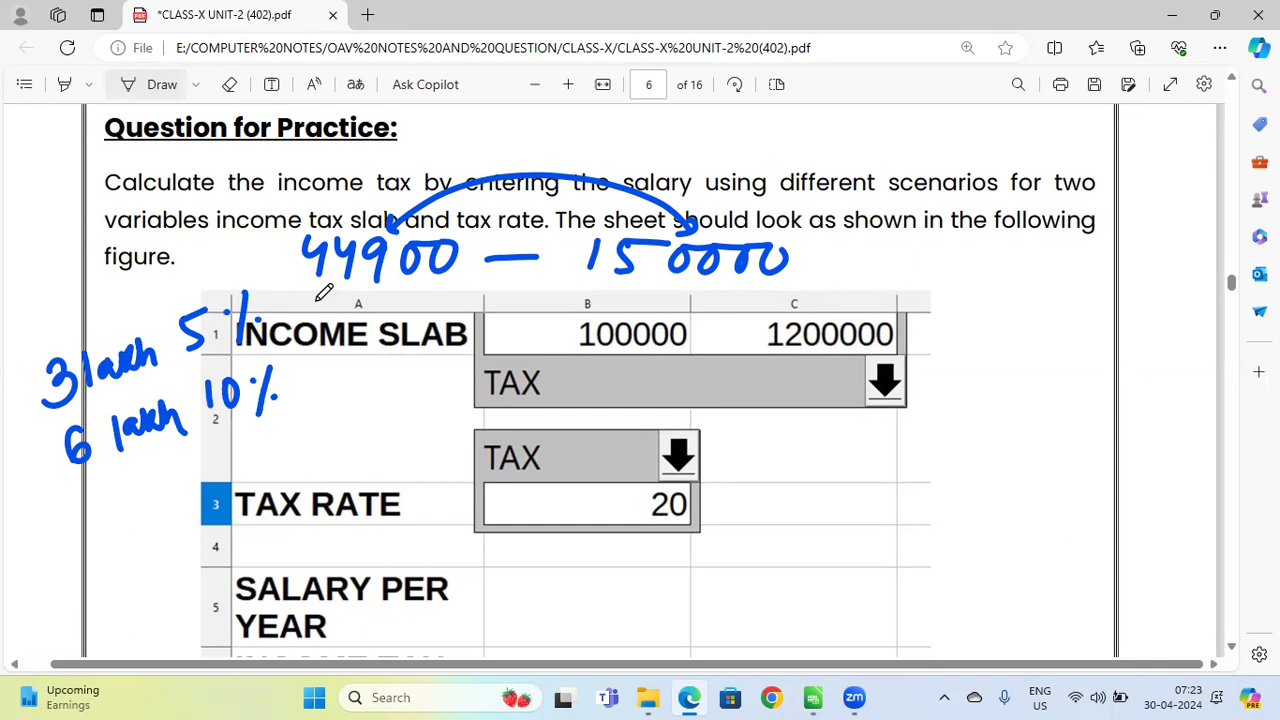 *CLASS-X UNIT-2 (402).pdf
File E:/COMPUTER%20NOTES/OAV%20NOTES%20AND%20QUESTION/CLASS-X/CLASS-X%20UNIT-2%20(402).pdf
Draw Ask Copilot 6 of 16
Question for Practice:
Calculate the income tax by entering the salary using different scenarios for two
variables income tax slab and tax rate. The sheet should look as shown in the following
figure.
44900 — 150000
A B C
1 INCOME SLAB 100000 1200000
5%
3 lakh
TAX
10%
6 lakh
2
TAX
3 TAX RATE 20
4
SALARY PER
5
YEAR
Upcoming
Earnings
Search
ENG
US
07:23
30-04-2024